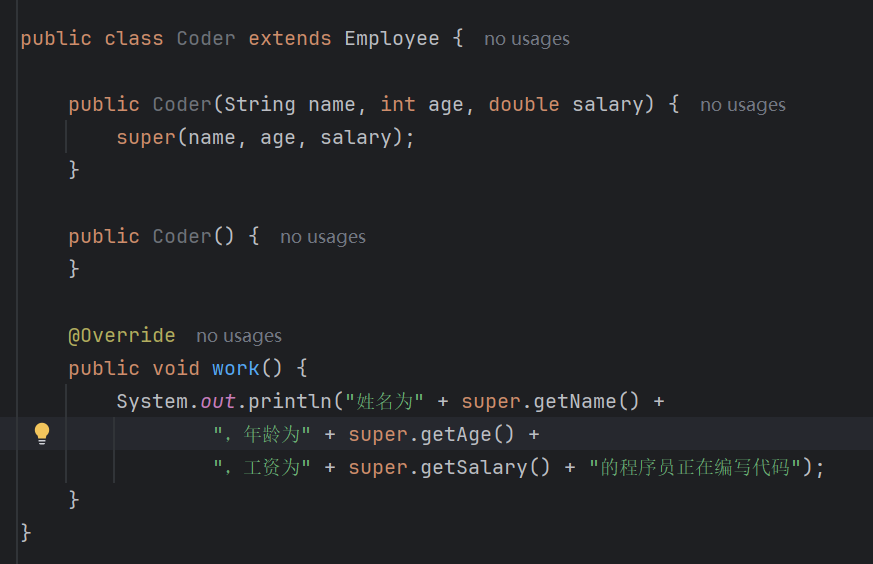 public class Coder extends Employee { no usages
public Coder(String name, int age, double salary) { no usages
super(name, age, salary);
}
public Coder() { no usages
}
@Override no usages
public void work() {
System.out.println("姓名为" + super.getName() +
"，年龄为" + super.getAge() +
"，工资为" + super.getSalary() + "的程序员正在编写代码");
}
}